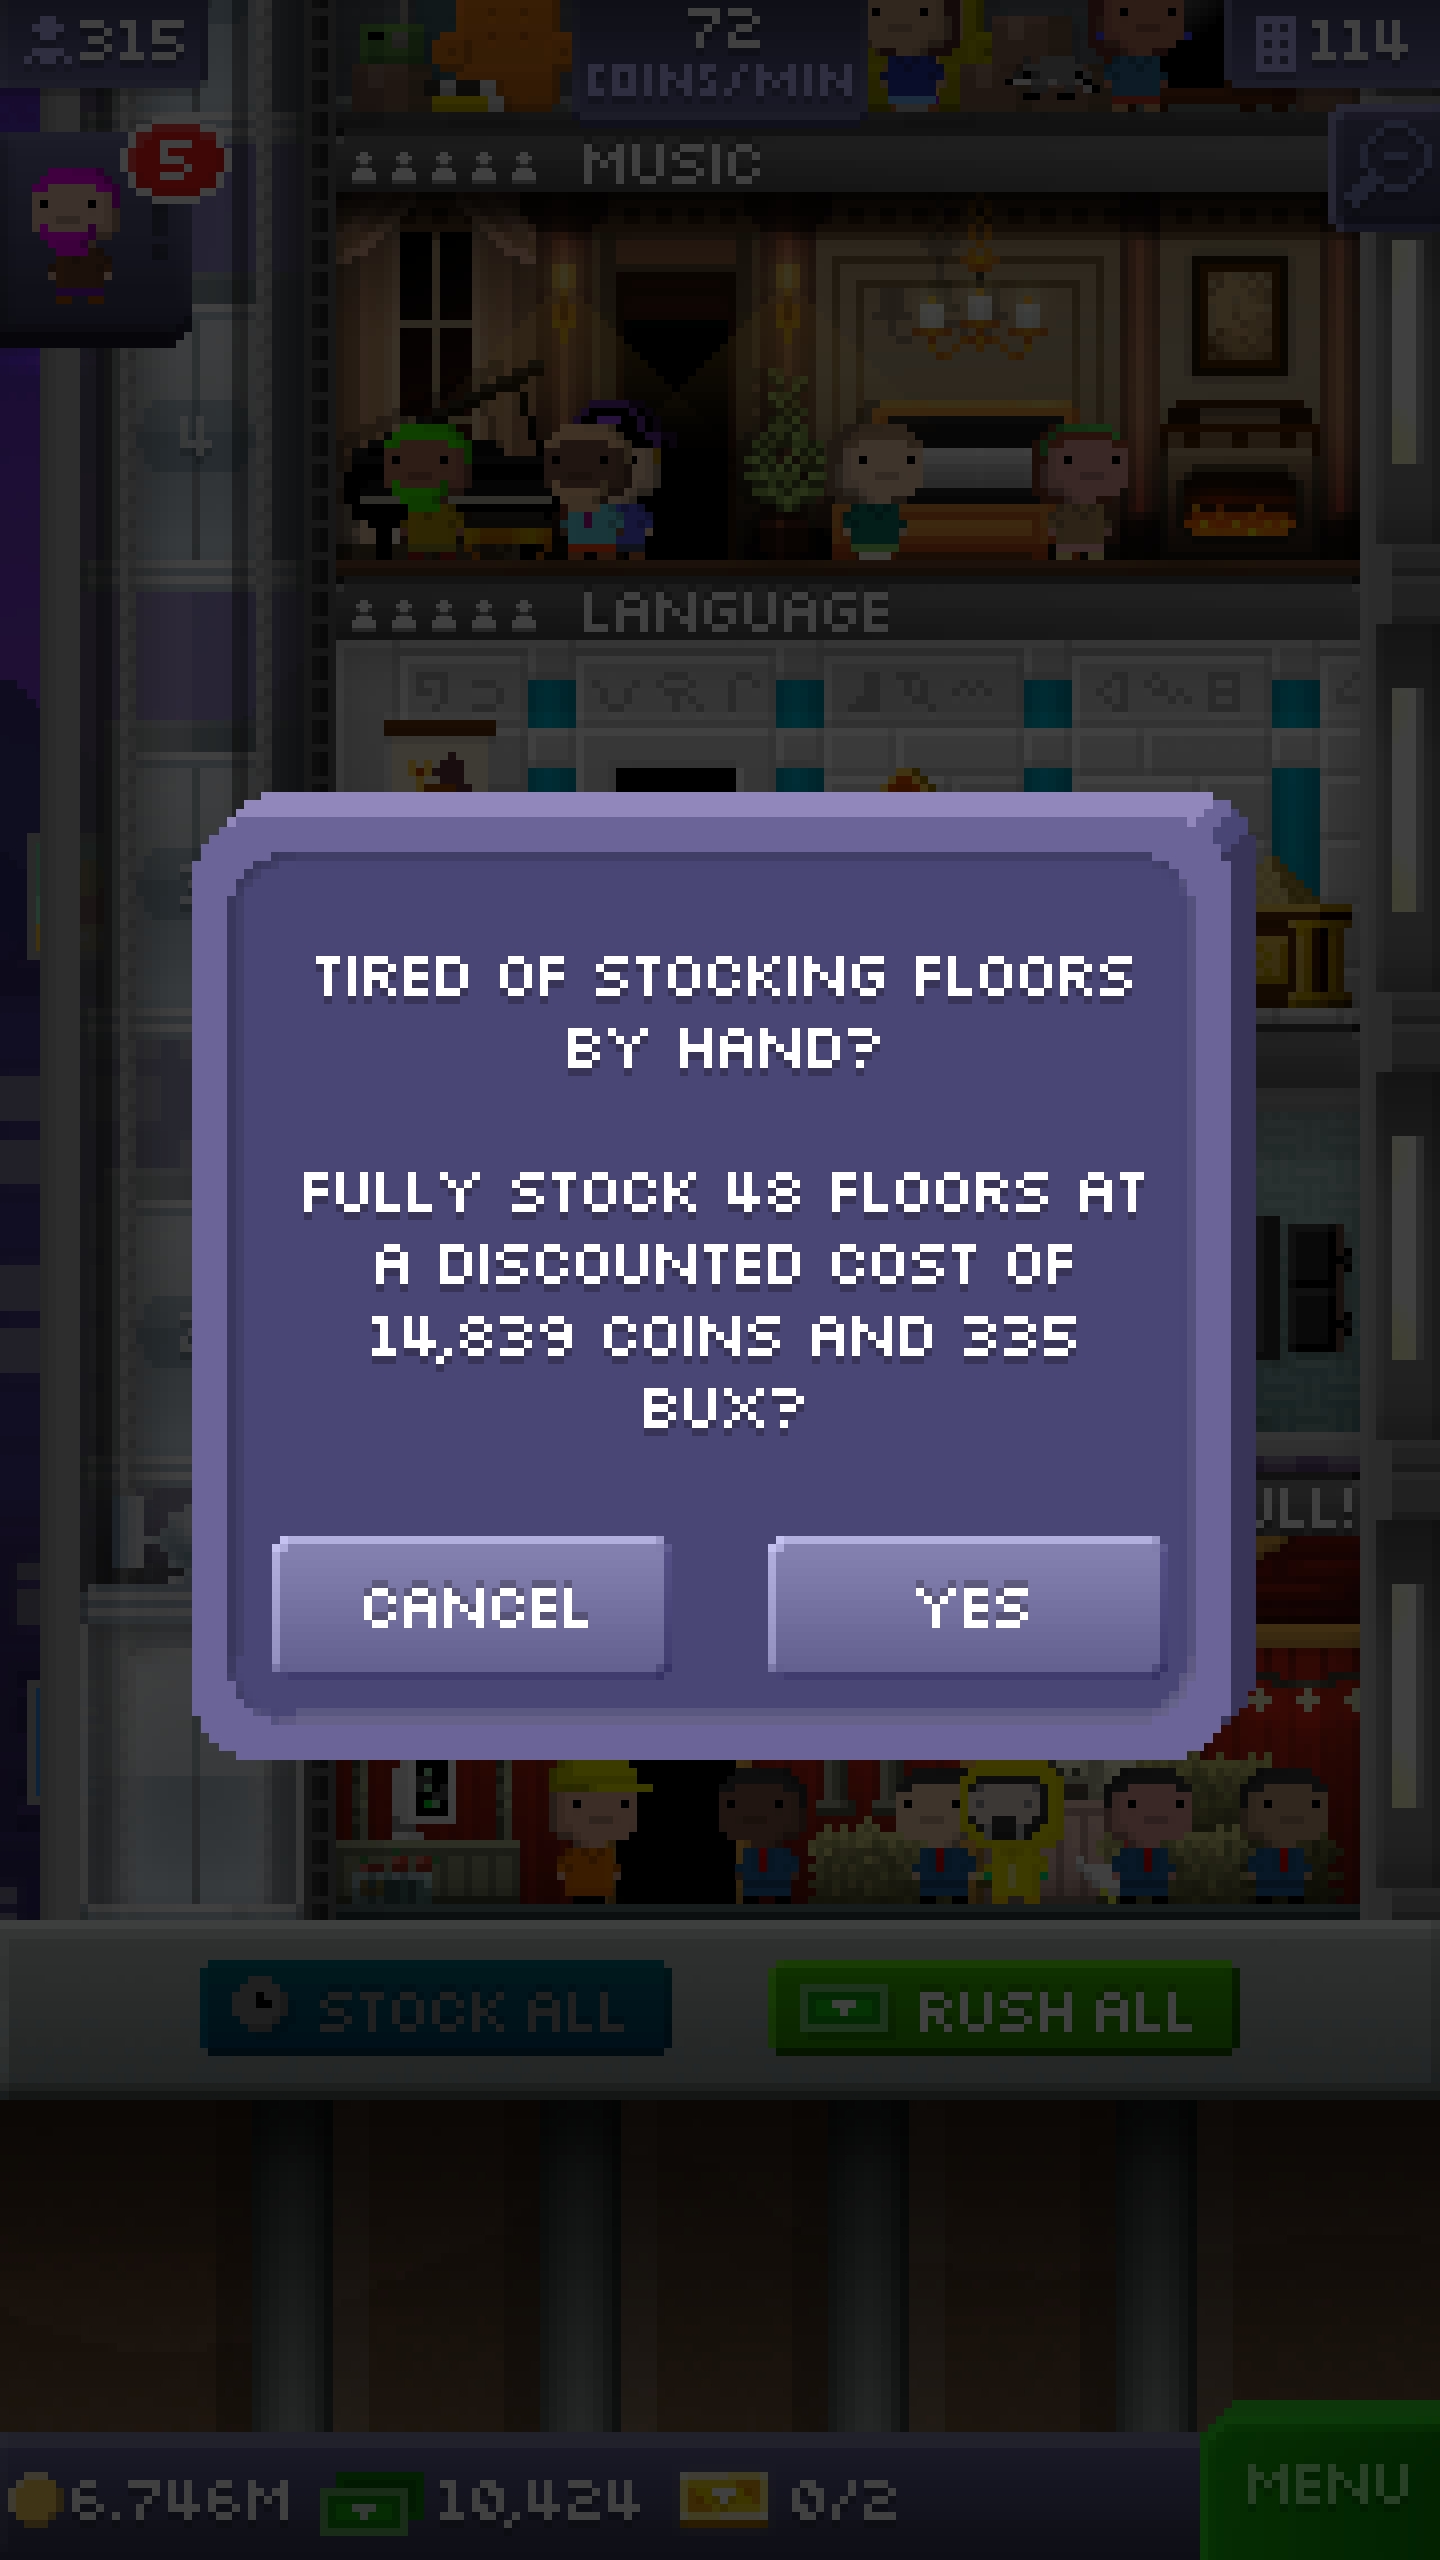 315
72
COINS/MIN
114
5
MUSIC
4
LANGUAGE
TIRED OF STOCKING FLOORS
BY HAND?
FULLY STOCK 48 FLOORS AT
A DISCOUNTED COST OF
14,839 COINS AND 335
BUX?
CANCEL
YES
STOCK ALL
RUSH ALL
6.746M
10,424
0/2
MENU